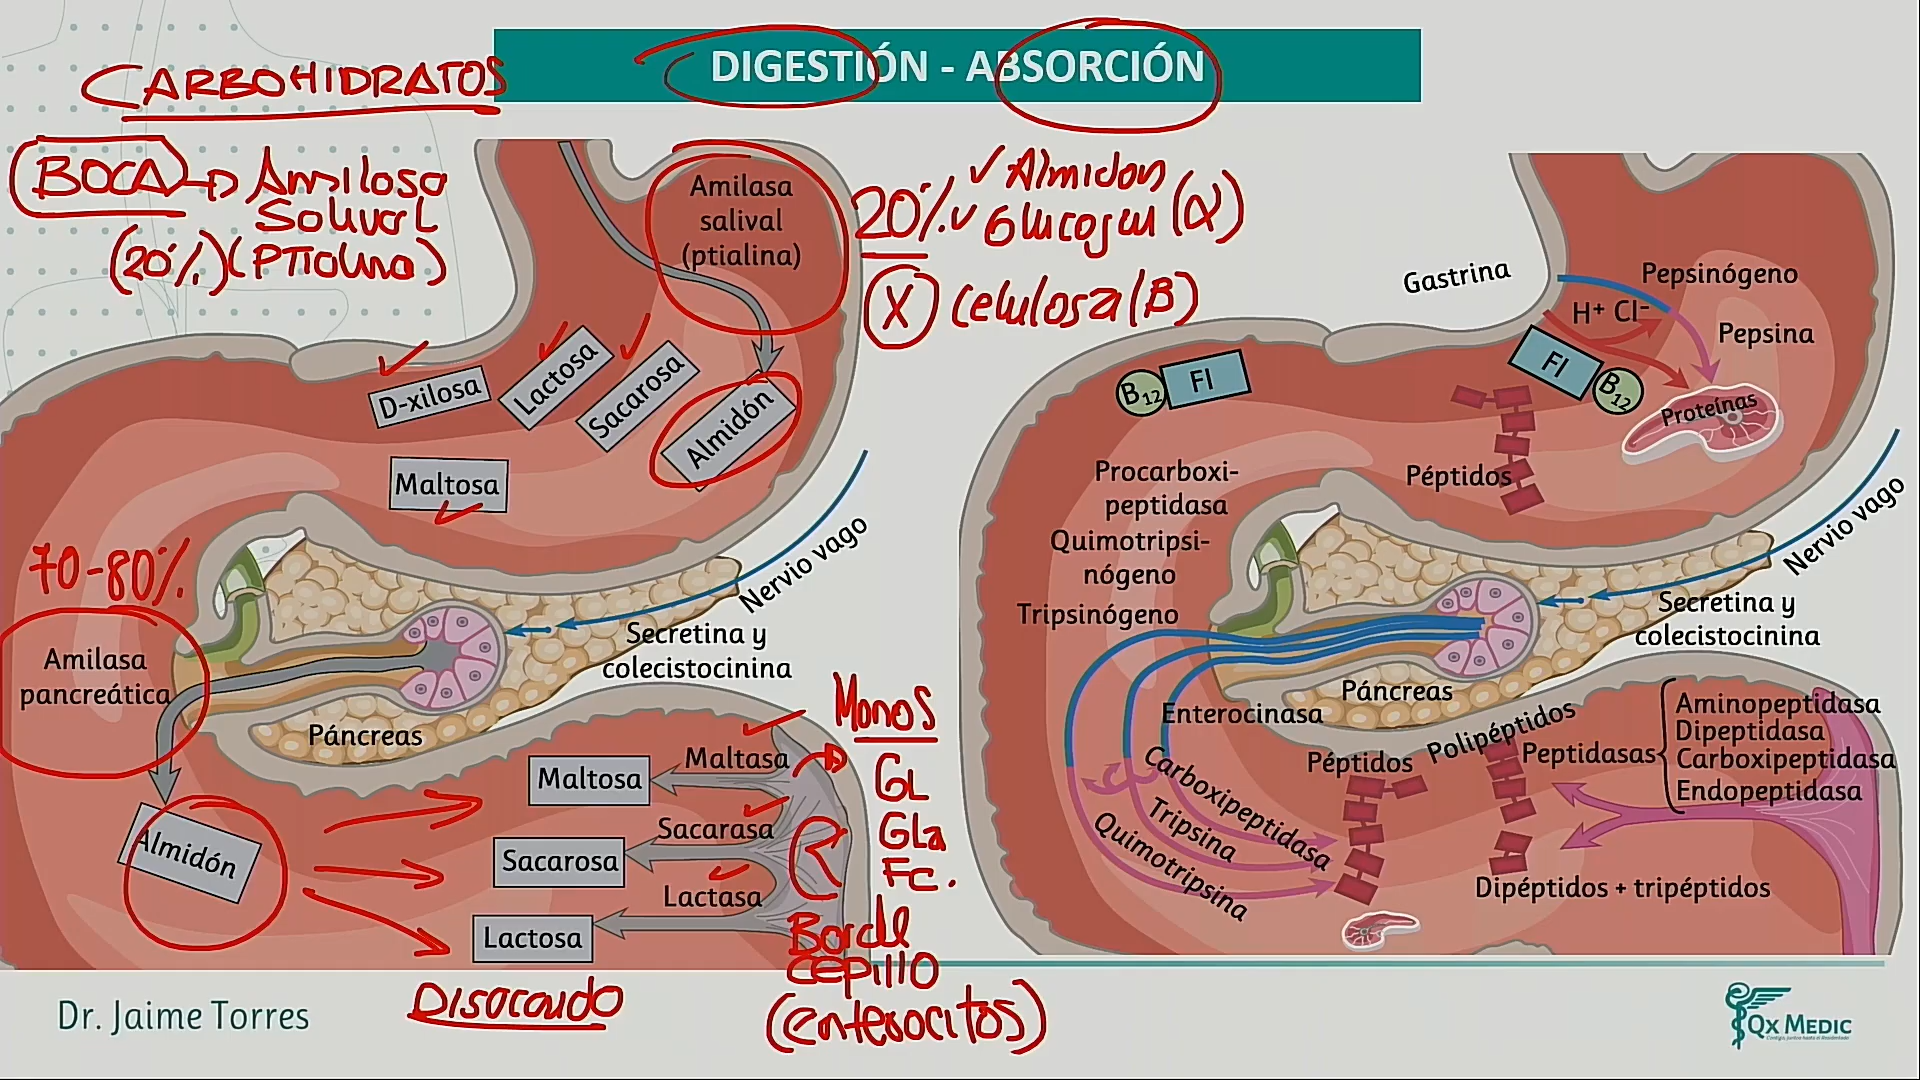 DIGESTIÓN - ABSORCIÓN
CARBOHIDRATOS
BOCA → Amilasa
Salival
(20%) (PTIalina)
Amilasa
salival
(ptialina)
20% ✓ Almidon
✓ Glucogeu (α)
(X) Celulosa (B)
D-xilosa
Lactosa
Sacarosa
Almidón
Maltosa
70-80%
Amilasa
pancreática
Nervio vago
Secretina y
colecistocinina
Páncreas
Almidón
Maltosa
Sacarosa
Lactosa
Maltasa
Sacarasa
Lactasa
Monos
GL
GLa
Fc.
Borde
cepillo
(enterocitos)
Gastrina
Pepsinógeno
H+ Cl-
Pepsina
FI
B12
B12
FI
Proteínas
Péptidos
Procarboxi-
peptidasa
Quimotripsi-
nógeno
Tripsinógeno
Nervio vago
Secretina y
colecistocinina
Páncreas
Enterocinasa
Péptidos
Polipéptidos
Peptidasas
Aminopeptidasa
Dipeptidasa
Carboxipeptidasa
Endopeptidasa
Carboxipeptidasa
Tripsina
Quimotripsina
Dipéptidos + tripéptidos
Dr. Jaime Torres
QX MEDIC